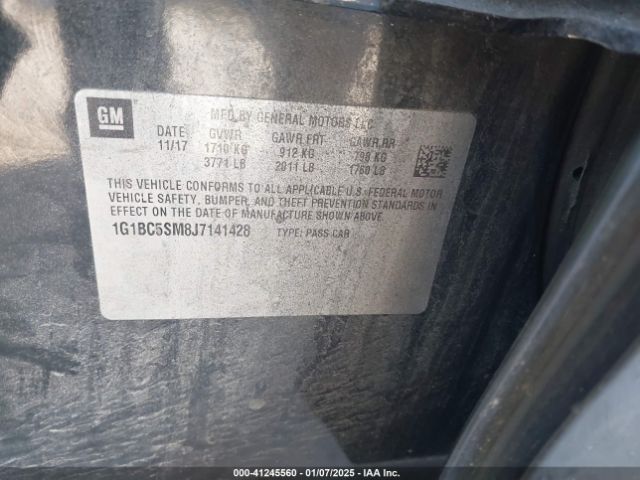 GM
MFD BY GENERAL MOTORS LLC
DATE GVWR GAWR FRT GAWR RR
11/17 1710 KG 912 KG 798 KG
3771 LB 2011 LB 1760 LB
THIS VEHICLE CONFORMS TO ALL APPLICABLE U.S. FEDERAL MOTOR
VEHICLE SAFETY, BUMPER, AND THEFT PREVENTION STANDARDS IN
EFFECT ON THE DATE OF MANUFACTURE SHOWN ABOVE.
1G1BC5SM8J7141428 TYPE: PASS CAR
000-41245560 - 01/07/2025 - IAA Inc.